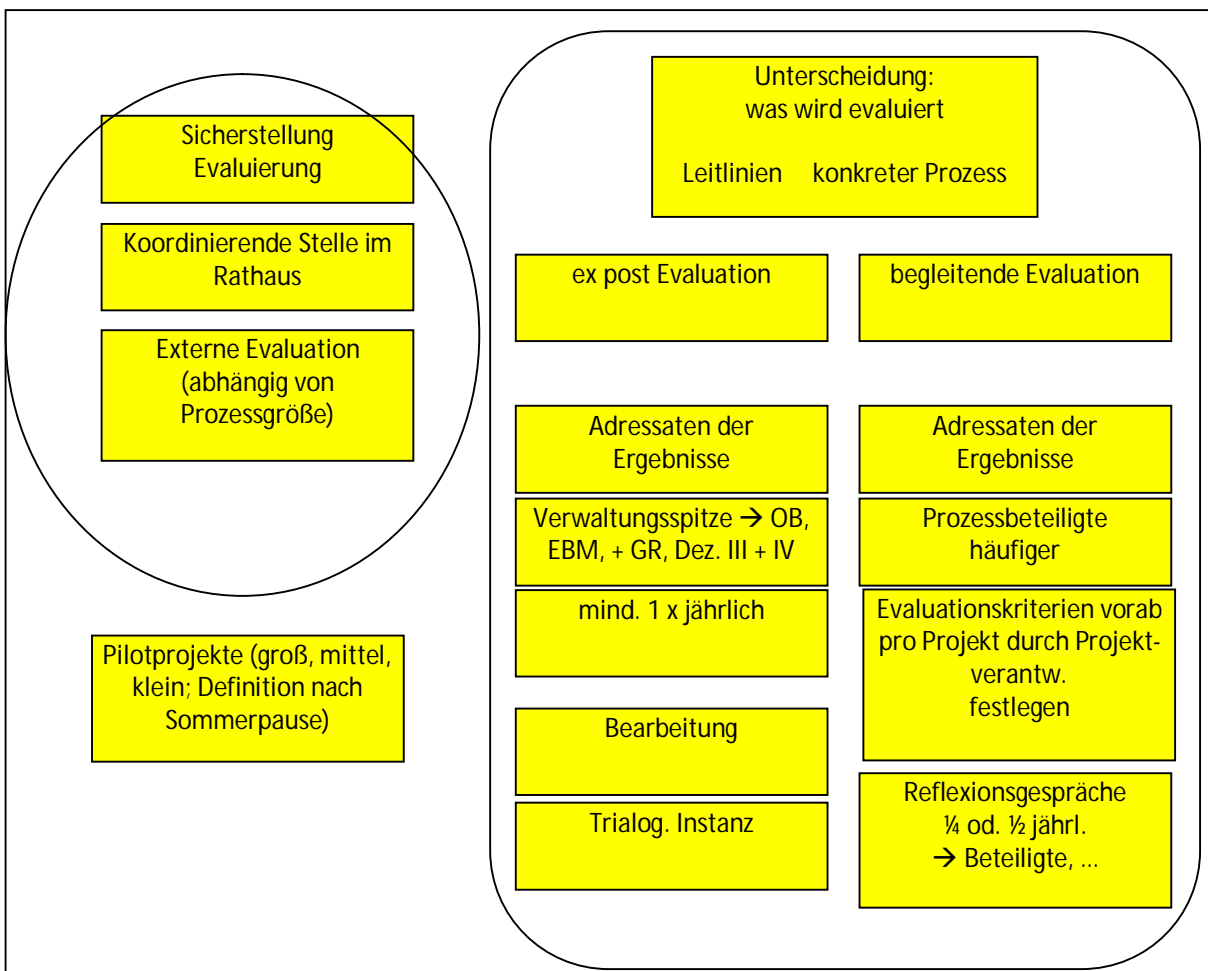 Sicherstellung
Evaluierung
Koordinierende Stelle im
Rathaus
Externe Evaluation
(abhängig von
Prozessgröße)
Pilotprojekte (groß, mittel,
klein; Definition nach
Sommerpause)
Unterscheidung:
was wird evaluiert
Leitlinien konkreter Prozess
ex post Evaluation
Adressaten der
Ergebnisse
Verwaltungsspitze → OB,
EBM, + GR, Dez. III + IV
mind. 1 x jährlich
Bearbeitung
Trialog. Instanz
begleitende Evaluation
Adressaten der
Ergebnisse
Prozessbeteiligte
häufiger
Evaluationskriterien vorab
pro Projekt durch Projekt-
verantw.
festlegen
Reflexionsgespräche
¼ od. ½ jährl.
→ Beteiligte, ...